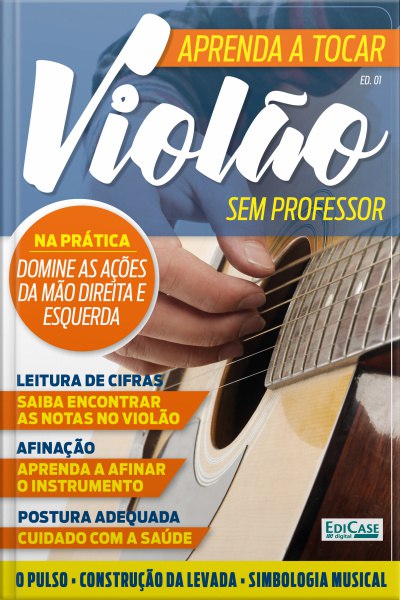 APRENDA A TOCAR
ED. 01
Violão
SEM PROFESSOR
NA PRÁTICA
DOMINE AS AÇÕES
DA MÃO DIREITA E
ESQUERDA
LEITURA DE CIFRAS
SAIBA ENCONTRAR
AS NOTAS NO VIOLÃO
AFINAÇÃO
APRENDA A AFINAR
O INSTRUMENTO
POSTURA ADEQUADA
CUIDADO COM A SAÚDE
EDICASE
digital
O PULSO • CONSTRUÇÃO DA LEVADA • SIMBOLOGIA MUSICAL